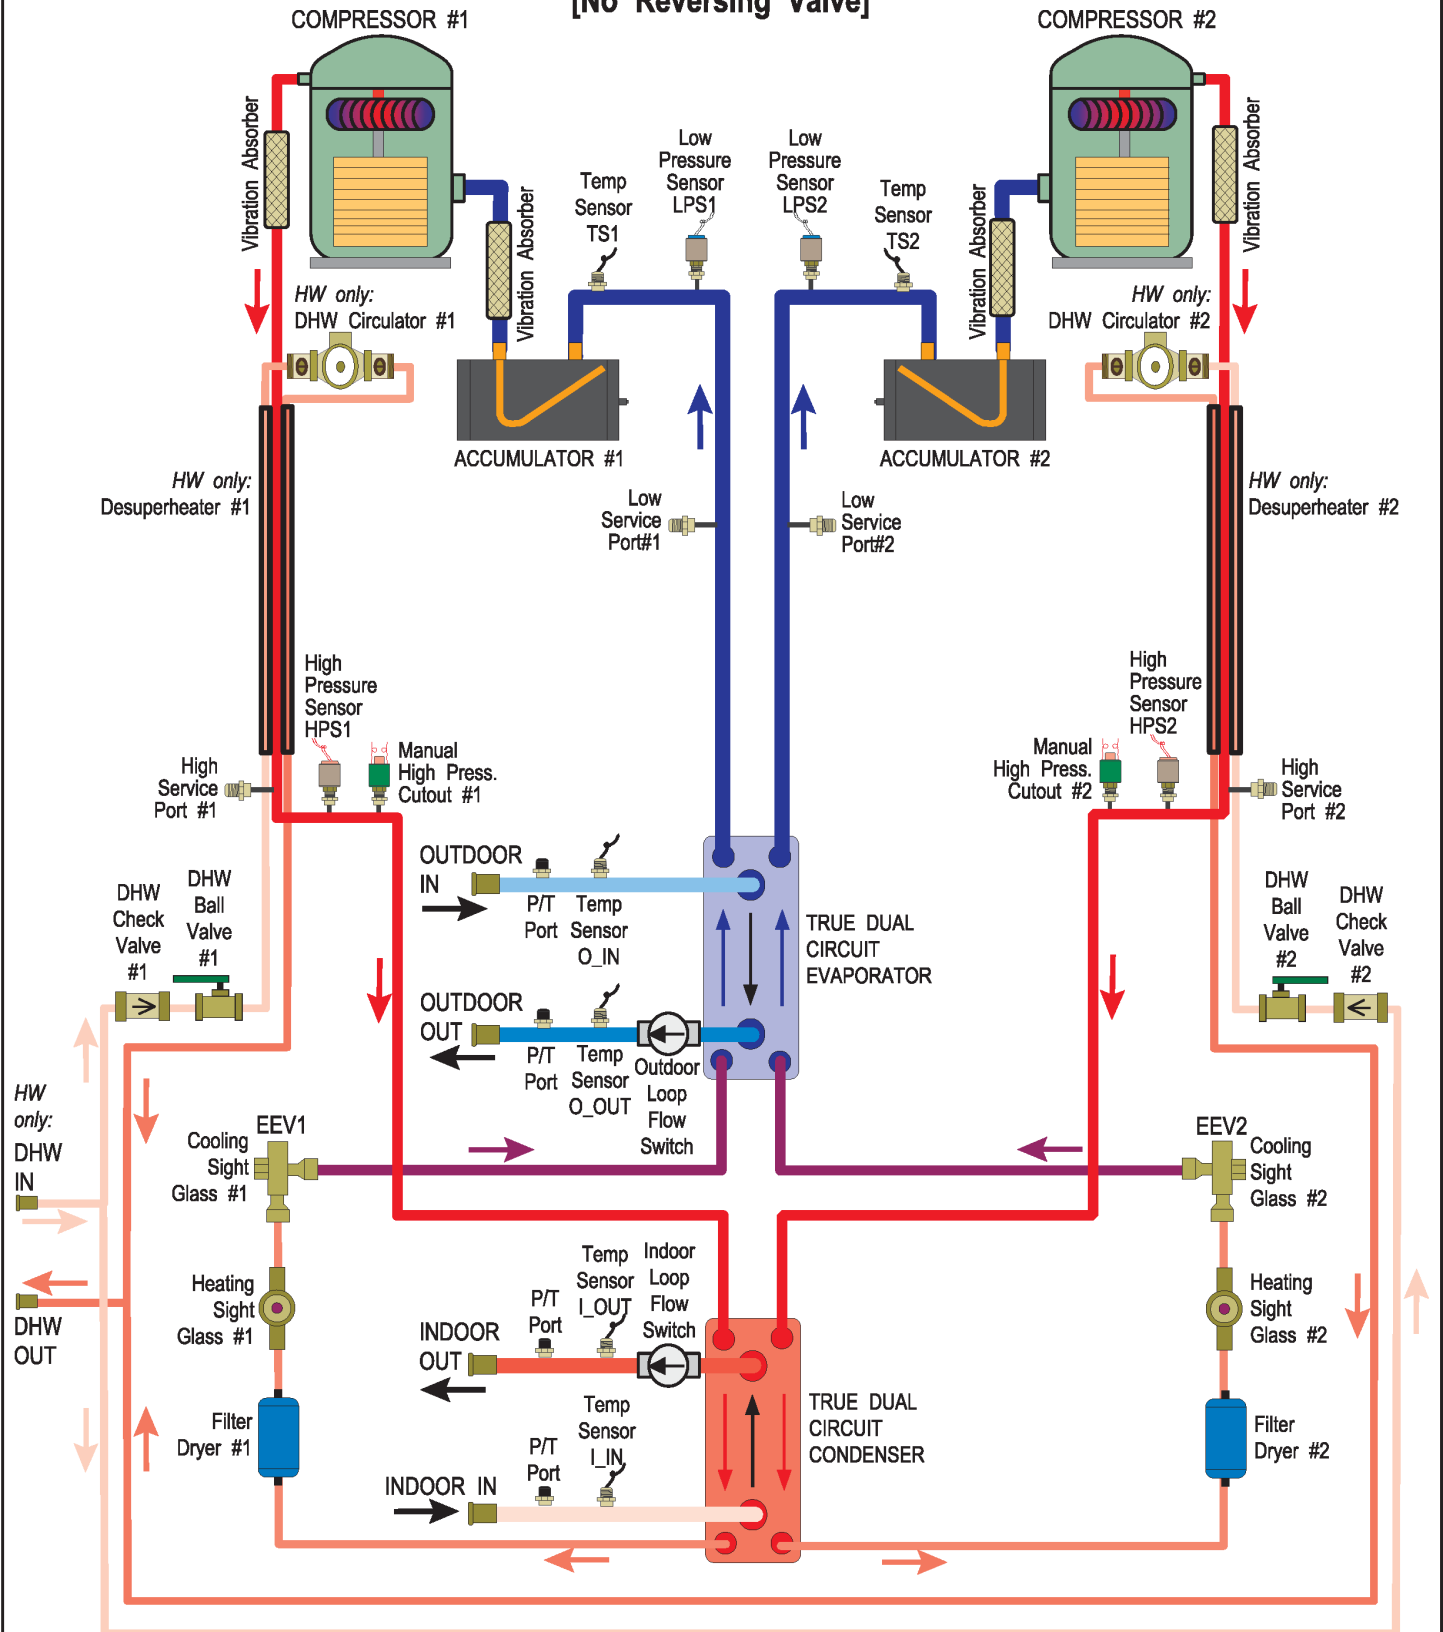 [No Reversing Valve]
COMPRESSOR #1
COMPRESSOR #2
Vibration Absorber
Vibration Absorber
Temp
Sensor
TS1
Low
Pressure
Sensor
LPS1
Low
Pressure
Sensor
LPS2
Temp
Sensor
TS2
Vibration Absorber
Vibration Absorber
HW only:
DHW Circulator #1
HW only:
DHW Circulator #2
ACCUMULATOR #1
ACCUMULATOR #2
HW only:
Desuperheater #1
HW only:
Desuperheater #2
Low
Service
Port#1
Low
Service
Port#2
High
Pressure
Sensor
HPS1
High
Pressure
Sensor
HPS2
High
Service
Port #1
Manual
High Press.
Cutout #1
Manual
High Press.
Cutout #2
High
Service
Port #2
OUTDOOR
IN
P/T
Port
Temp
Sensor
O_IN
DHW
Check
Valve
#1
DHW
Ball
Valve
#1
TRUE DUAL
CIRCUIT
EVAPORATOR
DHW
Ball
Valve
#2
DHW
Check
Valve
#2
OUTDOOR
OUT
P/T
Port
Temp
Sensor
O_OUT
Outdoor
Loop
Flow
Switch
HW
only:
DHW
IN
EEV1
Cooling
Sight
Glass #1
EEV2
Cooling
Sight
Glass #2
DHW
OUT
Heating
Sight
Glass #1
Heating
Sight
Glass #2
INDOOR
OUT
P/T
Port
Temp
Sensor
I_OUT
Indoor
Loop
Flow
Switch
Filter
Dryer #1
Filter
Dryer #2
INDOOR IN
P/T
Port
Temp
Sensor
I_IN
TRUE DUAL
CIRCUIT
CONDENSER